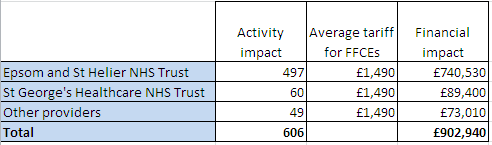 Activity impact Average tariff for FFCEs Financial impact
Epsom and St Helier NHS Trust 497 £1,490 £740,530
St George's Healthcare NHS Trust 60 £1,490 £89,400
Other providers 49 £1,490 £73,010
Total 606 £902,940